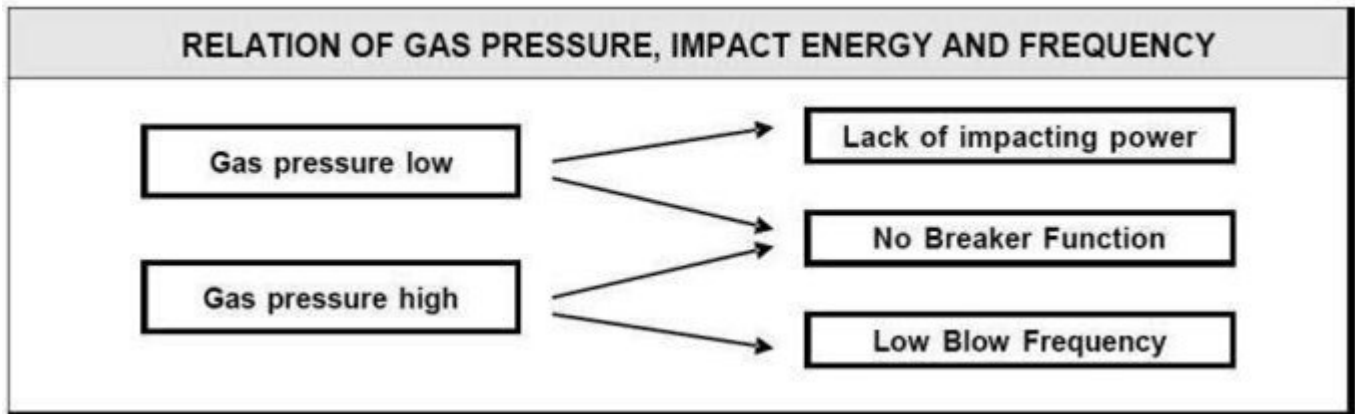 RELATION OF GAS PRESSURE, IMPACT ENERGY AND FREQUENCY
Gas pressure low
Gas pressure high
Lack of impacting power
No Breaker Function
Low Blow Frequency